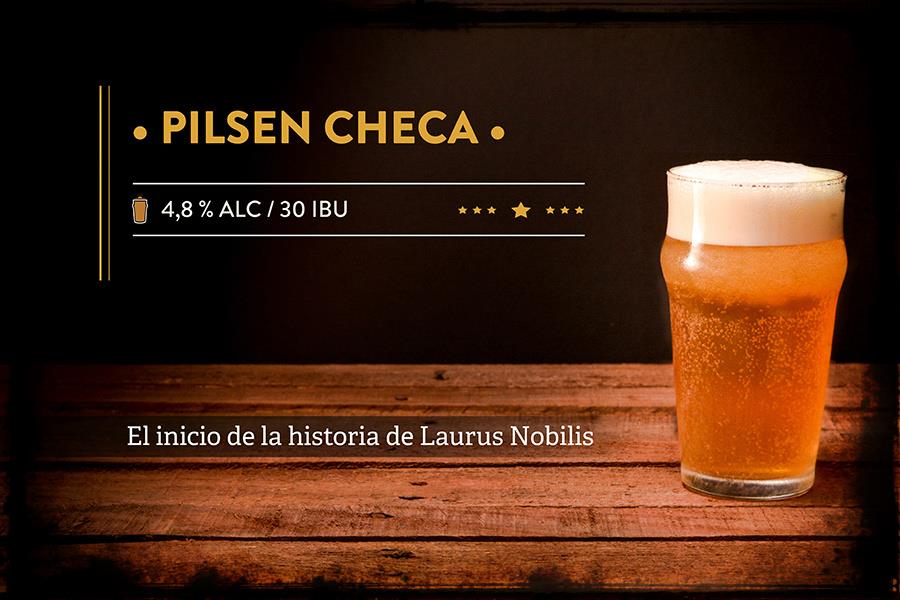 • PILSEN CHECA •
4,8 % ALC / 30 IBU
El inicio de la historia de Laurus Nobilis